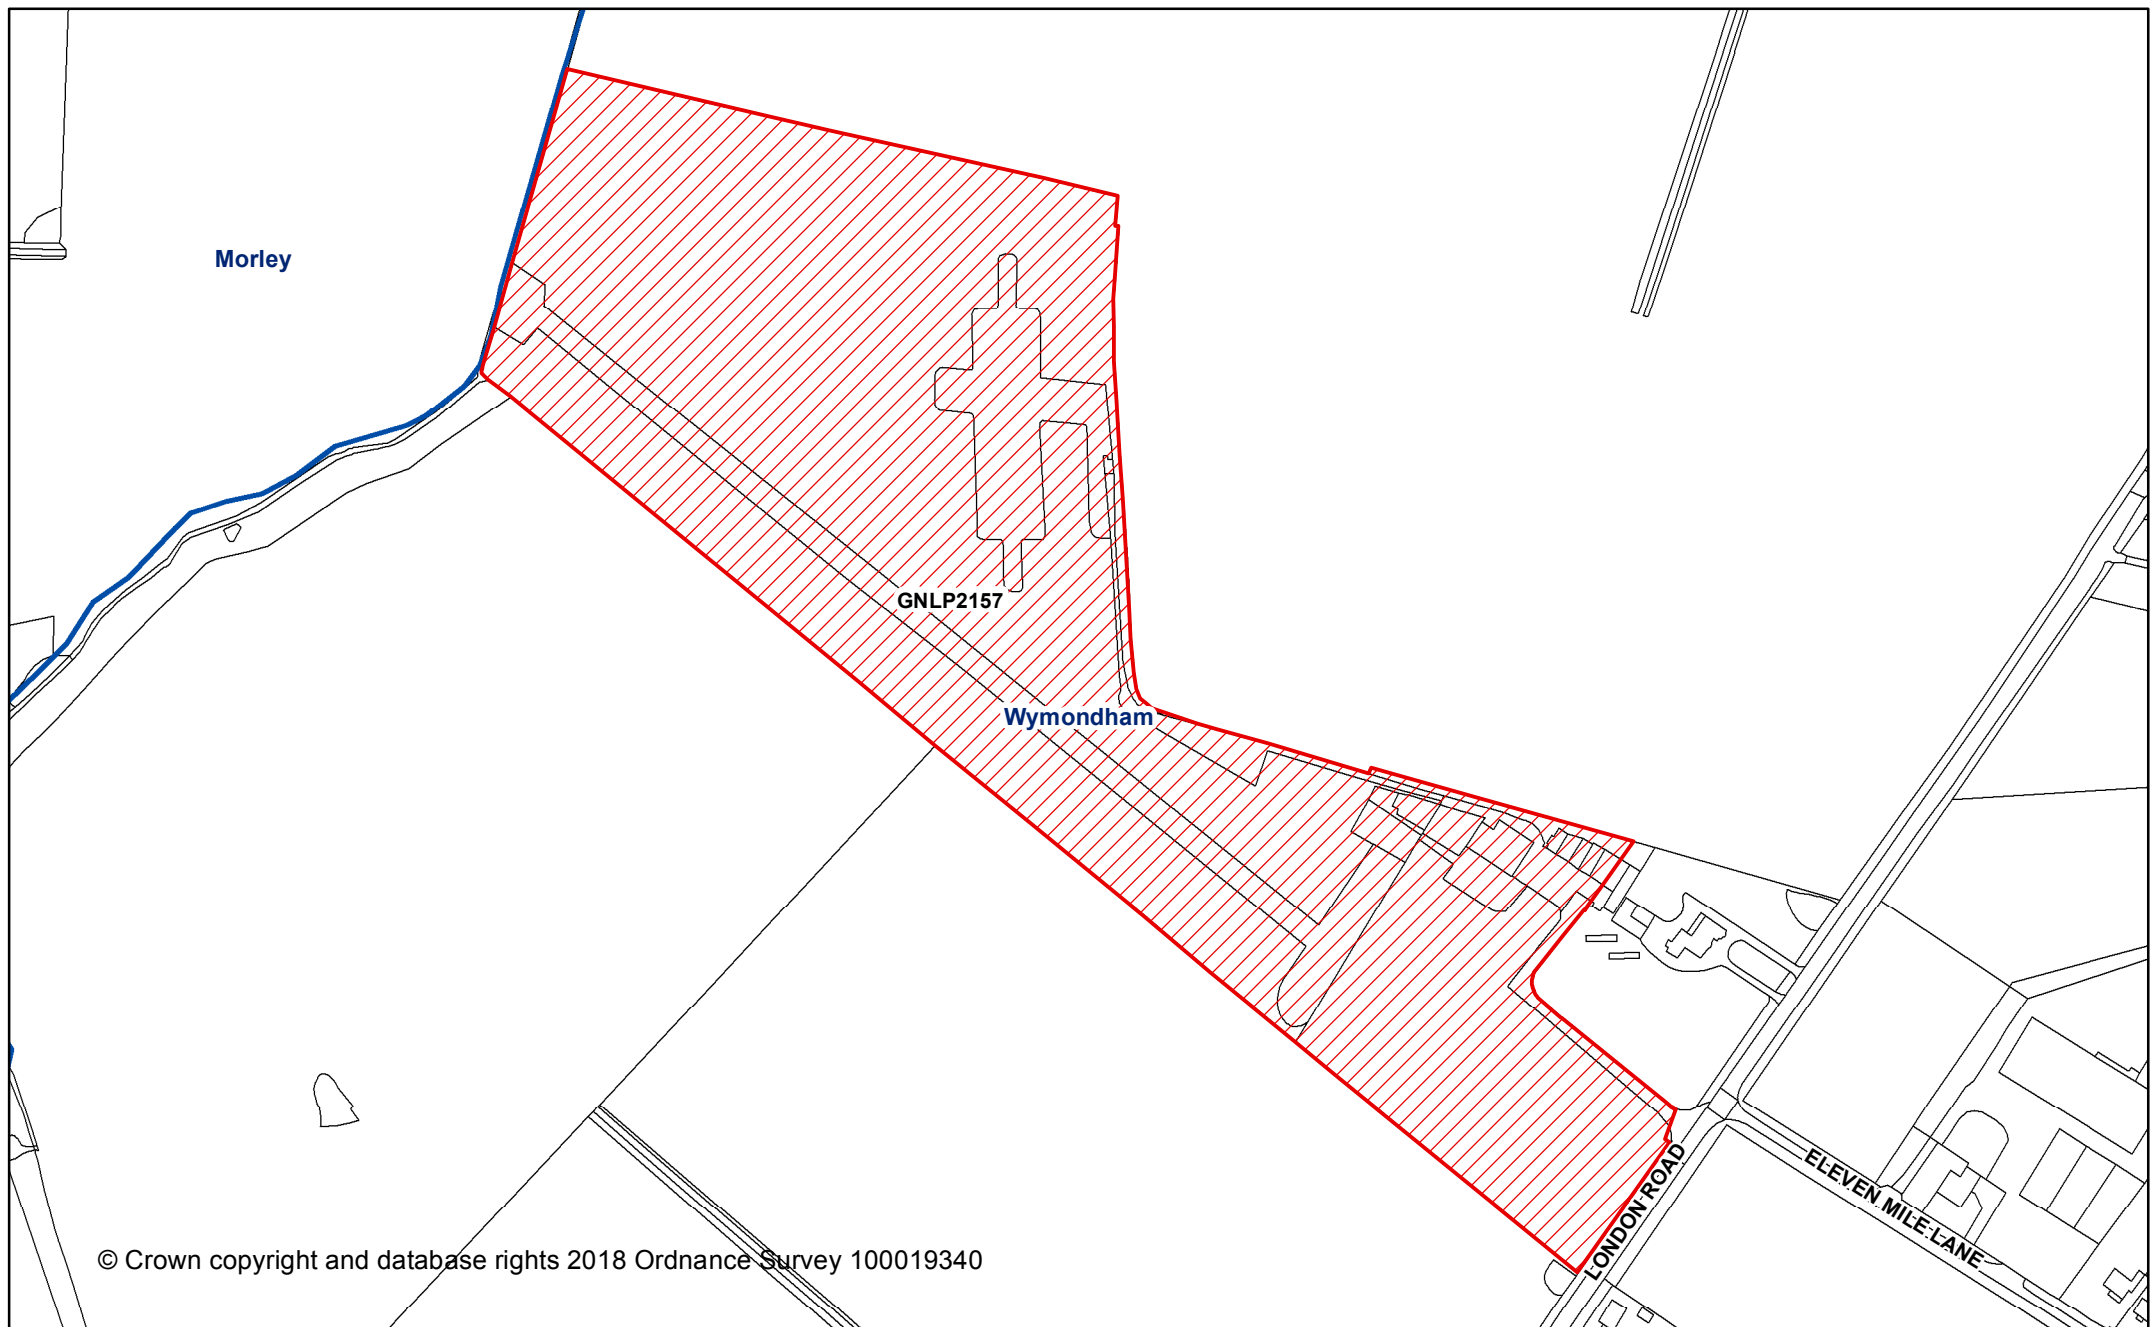 Morley
GNLP2157
Wymondham
LONDON ROAD
ELEVEN MILE LANE
© Crown copyright and database rights 2018 Ordnance Survey 100019340